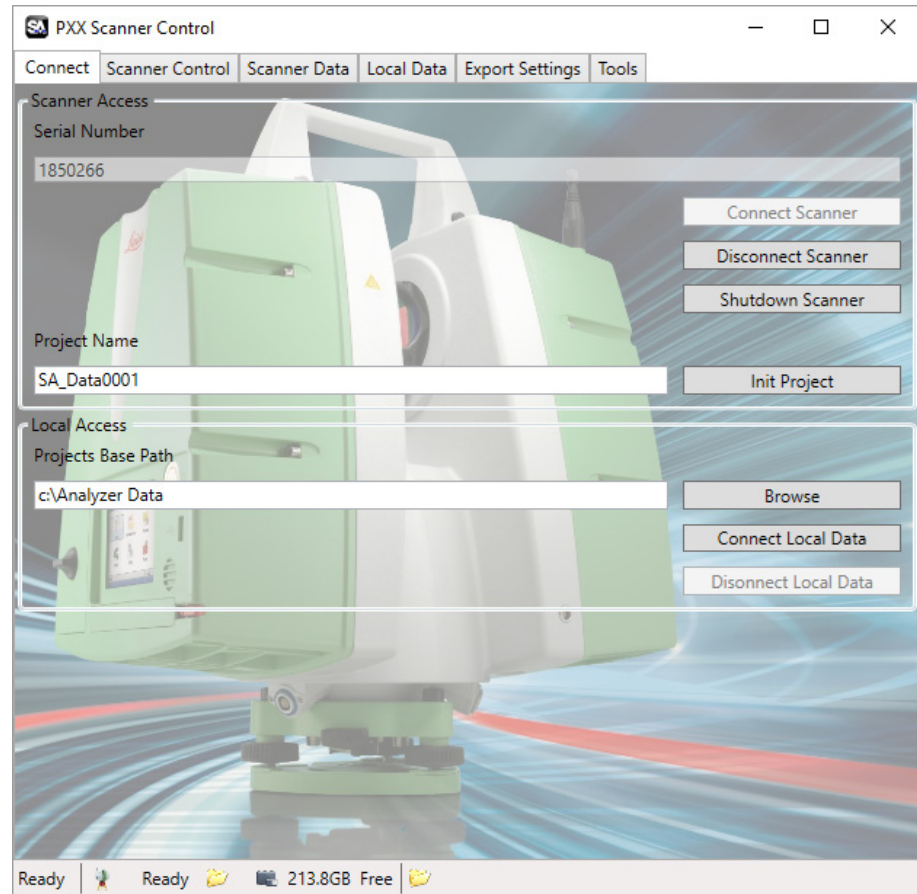 SA PXX Scanner Control
Connect Scanner Control Scanner Data Local Data Export Settings Tools
Scanner Access
Serial Number
1850266
Leica
Connect Scanner
Disconnect Scanner
Shutdown Scanner
Project Name
SA_Data0001 Init Project
Local Access
Projects Base Path
c:\Analyzer Data Browse
Connect Local Data
Disonnect Local Data
Ready Ready 213.8GB Free